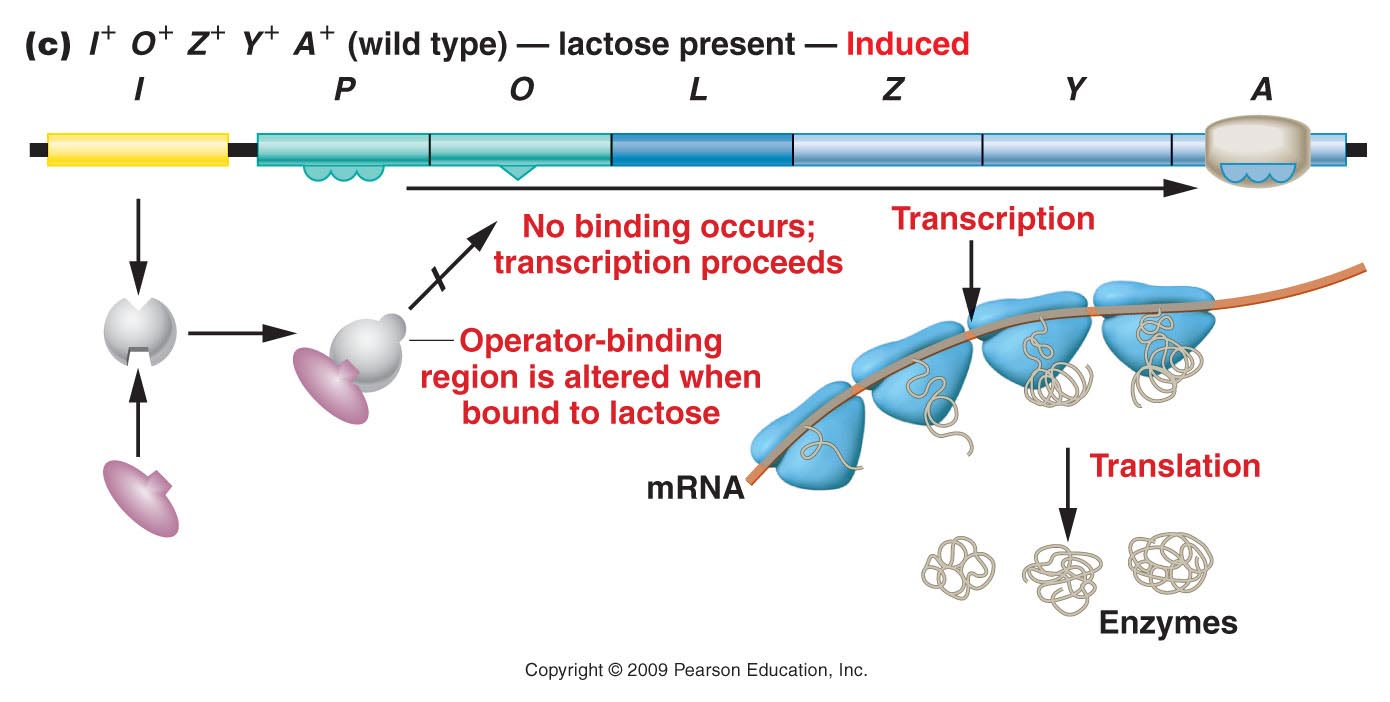 (c) I⁺ O⁺ Z⁺ Y⁺ A⁺ (wild type) — lactose present — Induced
I P O L Z Y A
No binding occurs;
transcription proceeds
Transcription
Operator-binding
region is altered when
bound to lactose
mRNA
Translation
Enzymes
Copyright © 2009 Pearson Education, Inc.